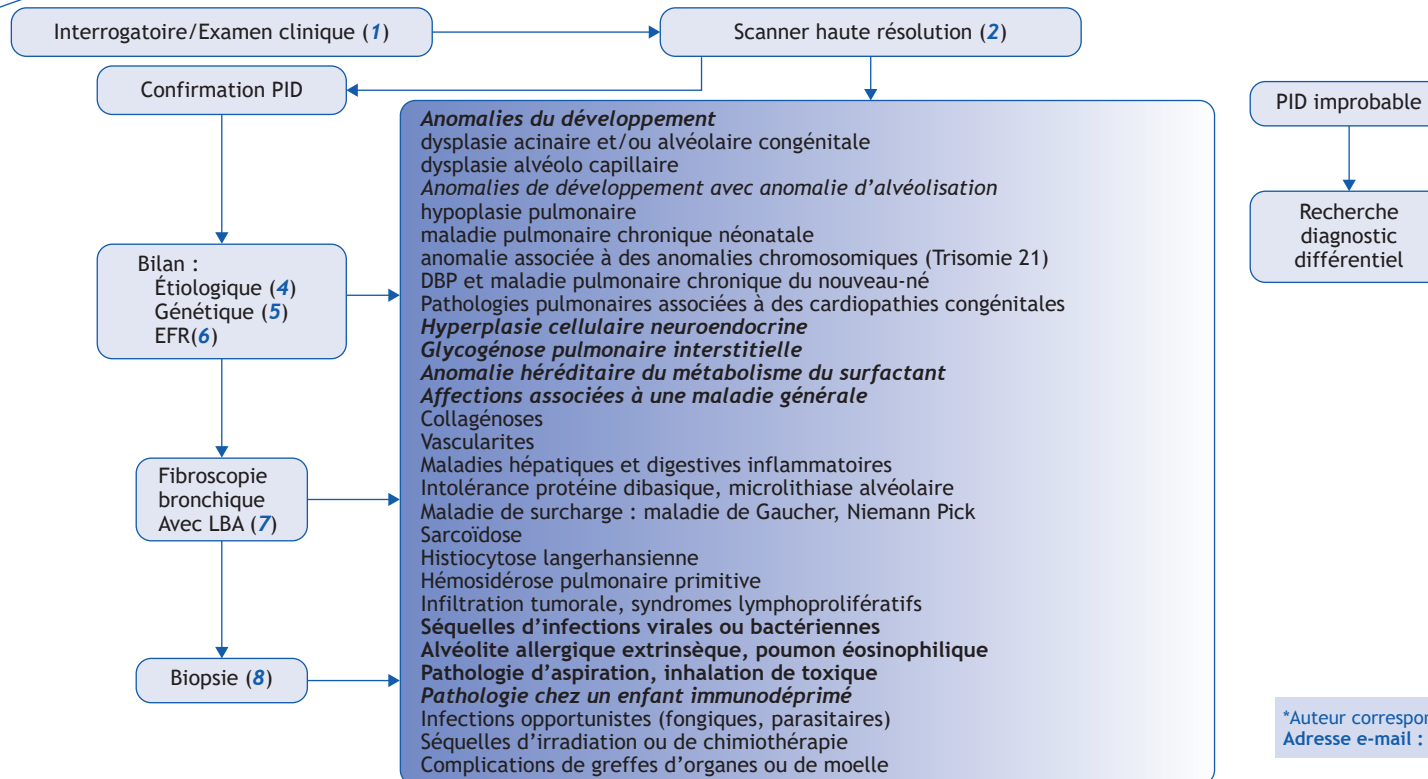 Interrogatoire/Examen clinique (1)
Scanner haute résolution (2)
Confirmation PID
PID improbable
Recherche
diagnostic
différentiel
Bilan :
Étiologique (4)
Génétique (5)
EFR(6)
Fibroscopie
bronchique
Avec LBA (7)
Biopsie (8)
Anomalies du développement
dysplasie acinaire et/ou alvéolaire congénitale
dysplasie alvéolo capillaire
Anomalies de développement avec anomalie d’alvéolisation
hypoplasie pulmonaire
maladie pulmonaire chronique néonatale
anomalie associée à des anomalies chromosomiques (Trisomie 21)
DBP et maladie pulmonaire chronique du nouveau-né
Pathologies pulmonaires associées à des cardiopathies congénitales
Hyperplasie cellulaire neuroendocrine
Glycogénose pulmonaire interstitielle
Anomalie héréditaire du métabolisme du surfactant
Affections associées à une maladie générale
Collagénoses
Vascularites
Maladies hépatiques et digestives inflammatoires
Intolérance protéine dibasique, microlithiase alvéolaire
Maladie de surcharge : maladie de Gaucher, Niemann Pick
Sarcoïdose
Histiocytose langerhansienne
Hémosidérose pulmonaire primitive
Infiltration tumorale, syndromes lymphoprolifératifs
Séquelles d’infections virales ou bactériennes
Alvéolite allergique extrinsèque, poumon éosinophilique
Pathologie d’aspiration, inhalation de toxique
Pathologie chez un enfant immunodéprimé
Infections opportunistes (fongiques, parasitaires)
Séquelles d’irradiation ou de chimiothérapie
Complications de greffes d’organes ou de moelle
*Auteur correspon
Adresse e-mail :